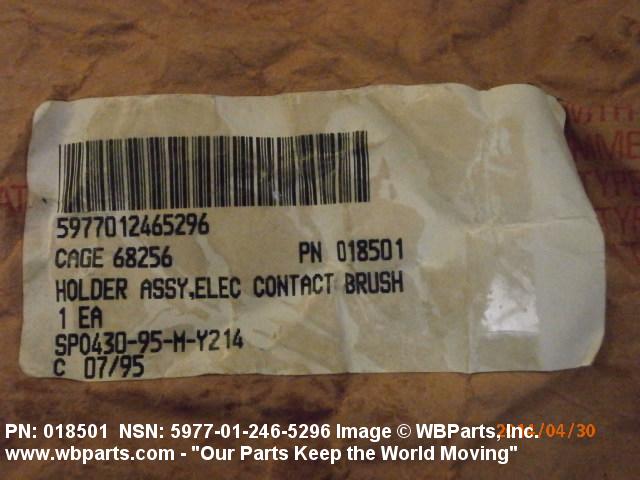 5977012465296
CAGE 68256 PN 018501
HOLDER ASSY,ELEC CONTACT BRUSH
1 EA
SPO430-95-M-Y214
C 07/95
PN: 018501 NSN: 5977-01-246-5296 Image © WBParts, Inc.
www.wbparts.com - "Our Parts Keep the World Moving"